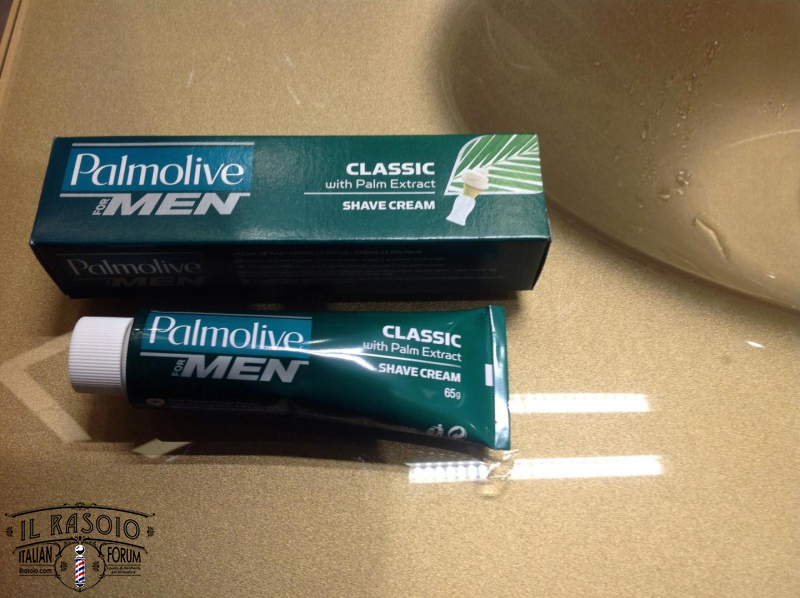 Palmolive
FOR MEN
CLASSIC
with Palm Extract
SHAVE CREAM
Palmolive
FOR MEN
Palmolive
FOR MEN
CLASSIC
with Palm Extract
SHAVE CREAM
65g
IL RASOIO
ITALIAN FORUM
ilrasoio.com